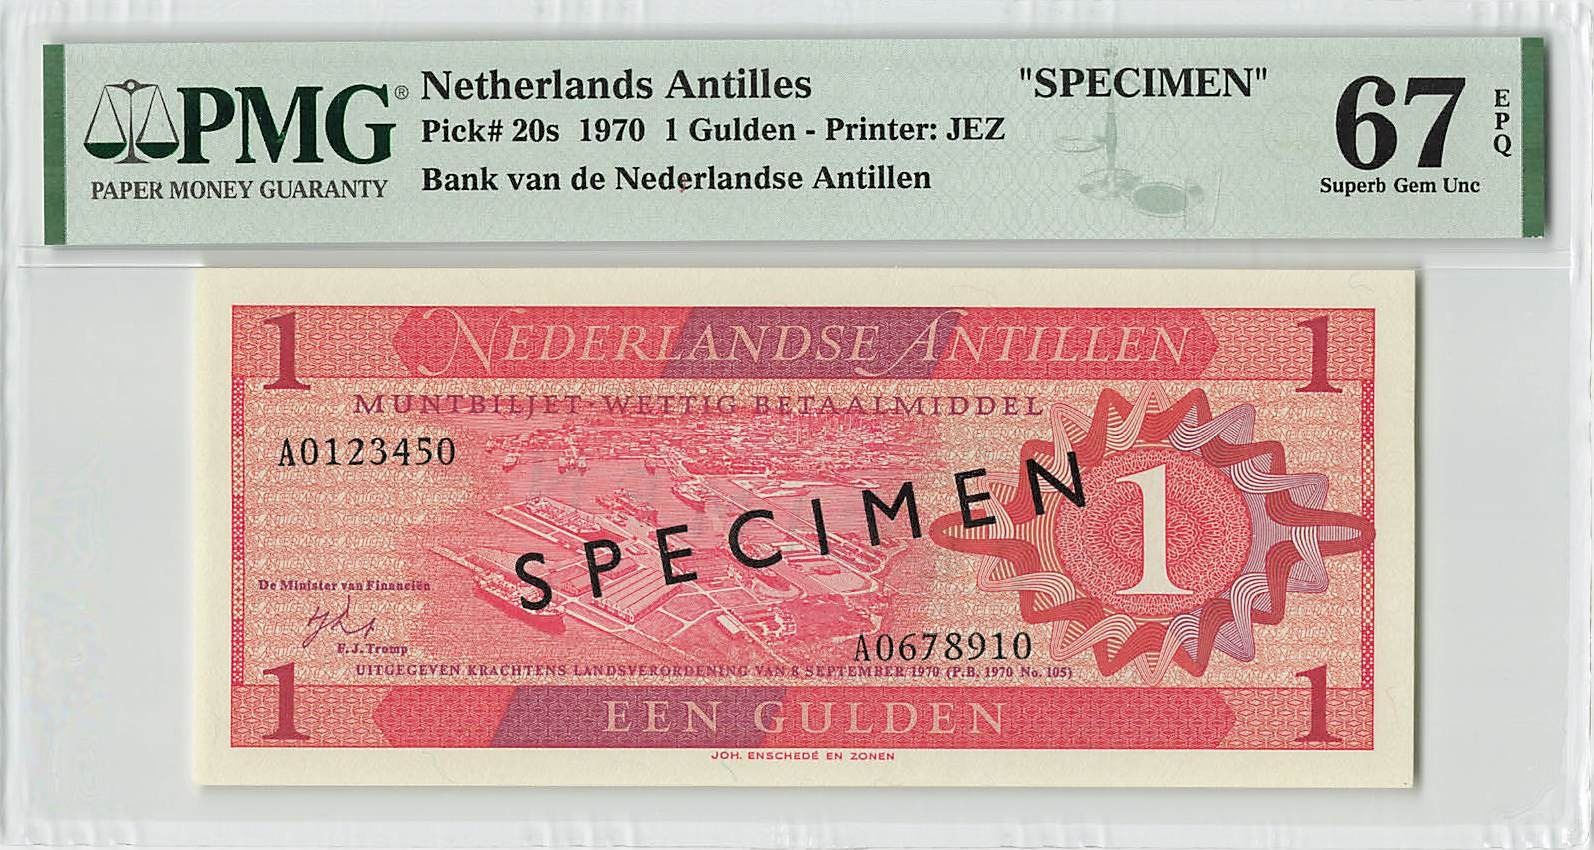 PMG®
PAPER MONEY GUARANTY
Netherlands Antilles "SPECIMEN"
Pick# 20s 1970 1 Gulden - Printer: JEZ
Bank van de Nederlandse Antillen
67
EPQ
Superb Gem Unc
1 NEDERLANDSE ANTILLEN 1
MUNTBILJET·WETTIG BETAALMIDDEL
A0123450
SPECIMEN
1
De Minister van Financiën
F. J. Tromp
A0678910
UITGEGEVEN KRACHTENS LANDSVERORDENING VAN 8 SEPTEMBER 1970 (P.B. 1970 No. 105)
1 EEN GULDEN 1
JOH. ENSCHEDÉ EN ZONEN